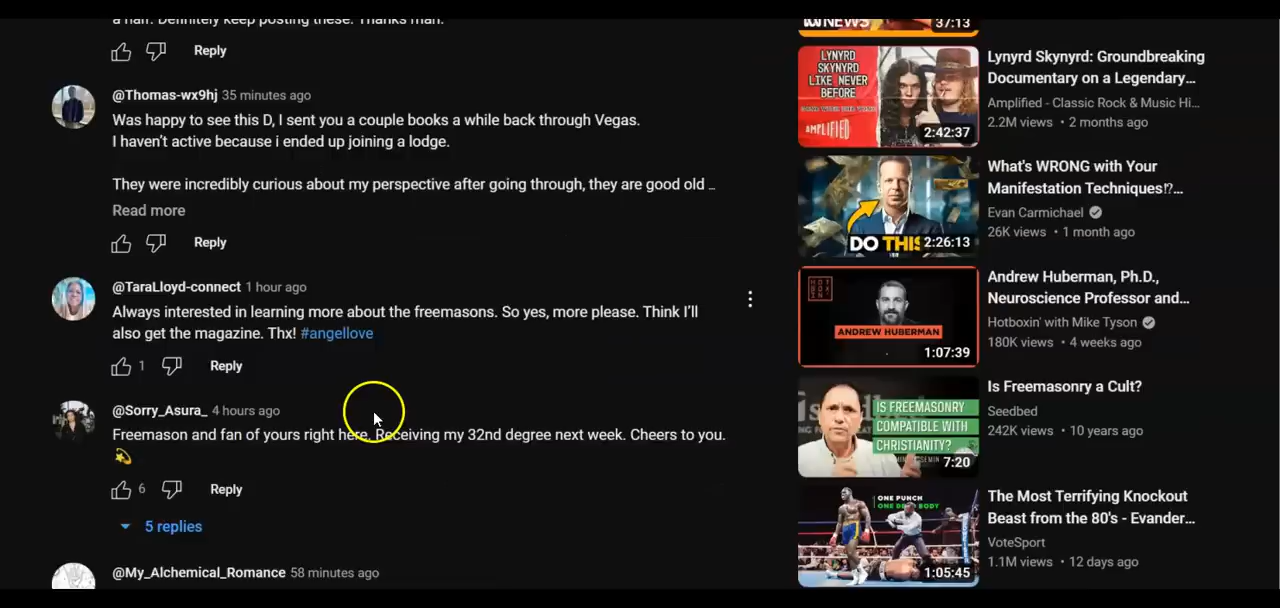 a half. Definitely keep posting these. Thanks man.
Reply
@Thomas-wx9hj 35 minutes ago
Was happy to see this D, I sent you a couple books a while back through Vegas.
I haven't active because i ended up joining a lodge.
They were incredibly curious about my perspective after going through, they are good old ...
Read more
Reply
@TaraLloyd-connect 1 hour ago
Always interested in learning more about the freemasons. So yes, more please. Think I'll
also get the magazine. Thx! #angellove
1 Reply
@Sorry_Asura_ 4 hours ago
Freemason and fan of yours right here. Receiving my 32nd degree next week. Cheers to you.
6 Reply
5 replies
@My_Alchemical_Romance 58 minutes ago
NEWS
37:13
LYNYRD
SKYNYRD
LIKE NEVER
BEFORE
AMPLIFIED
2:42:37
Lynyrd Skynyrd: Groundbreaking
Documentary on a Legendary...
Amplified - Classic Rock & Music Hi...
2.2M views • 2 months ago
DO THIS
2:26:13
What's WRONG with Your
Manifestation Techniques⁉...
Evan Carmichael
26K views • 1 month ago
HOT
BOXIN'
ANDREW HUBERMAN
1:07:39
Andrew Huberman, Ph.D.,
Neuroscience Professor and...
Hotboxin' with Mike Tyson
180K views • 4 weeks ago
IS FREEMASONRY
COMPATIBLE WITH
CHRISTIANITY?
7:20
Is Freemasonry a Cult?
Seedbed
242K views • 10 years ago
ONE PUNCH
1:05:45
The Most Terrifying Knockout
Beast from the 80's - Evander...
VoteSport
1.1M views • 12 days ago